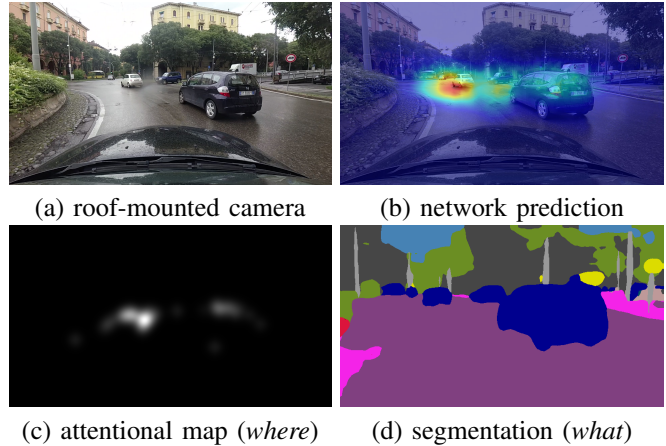 (a) roof-mounted camera
(b) network prediction
(c) attentional map (where)
(d) segmentation (what)